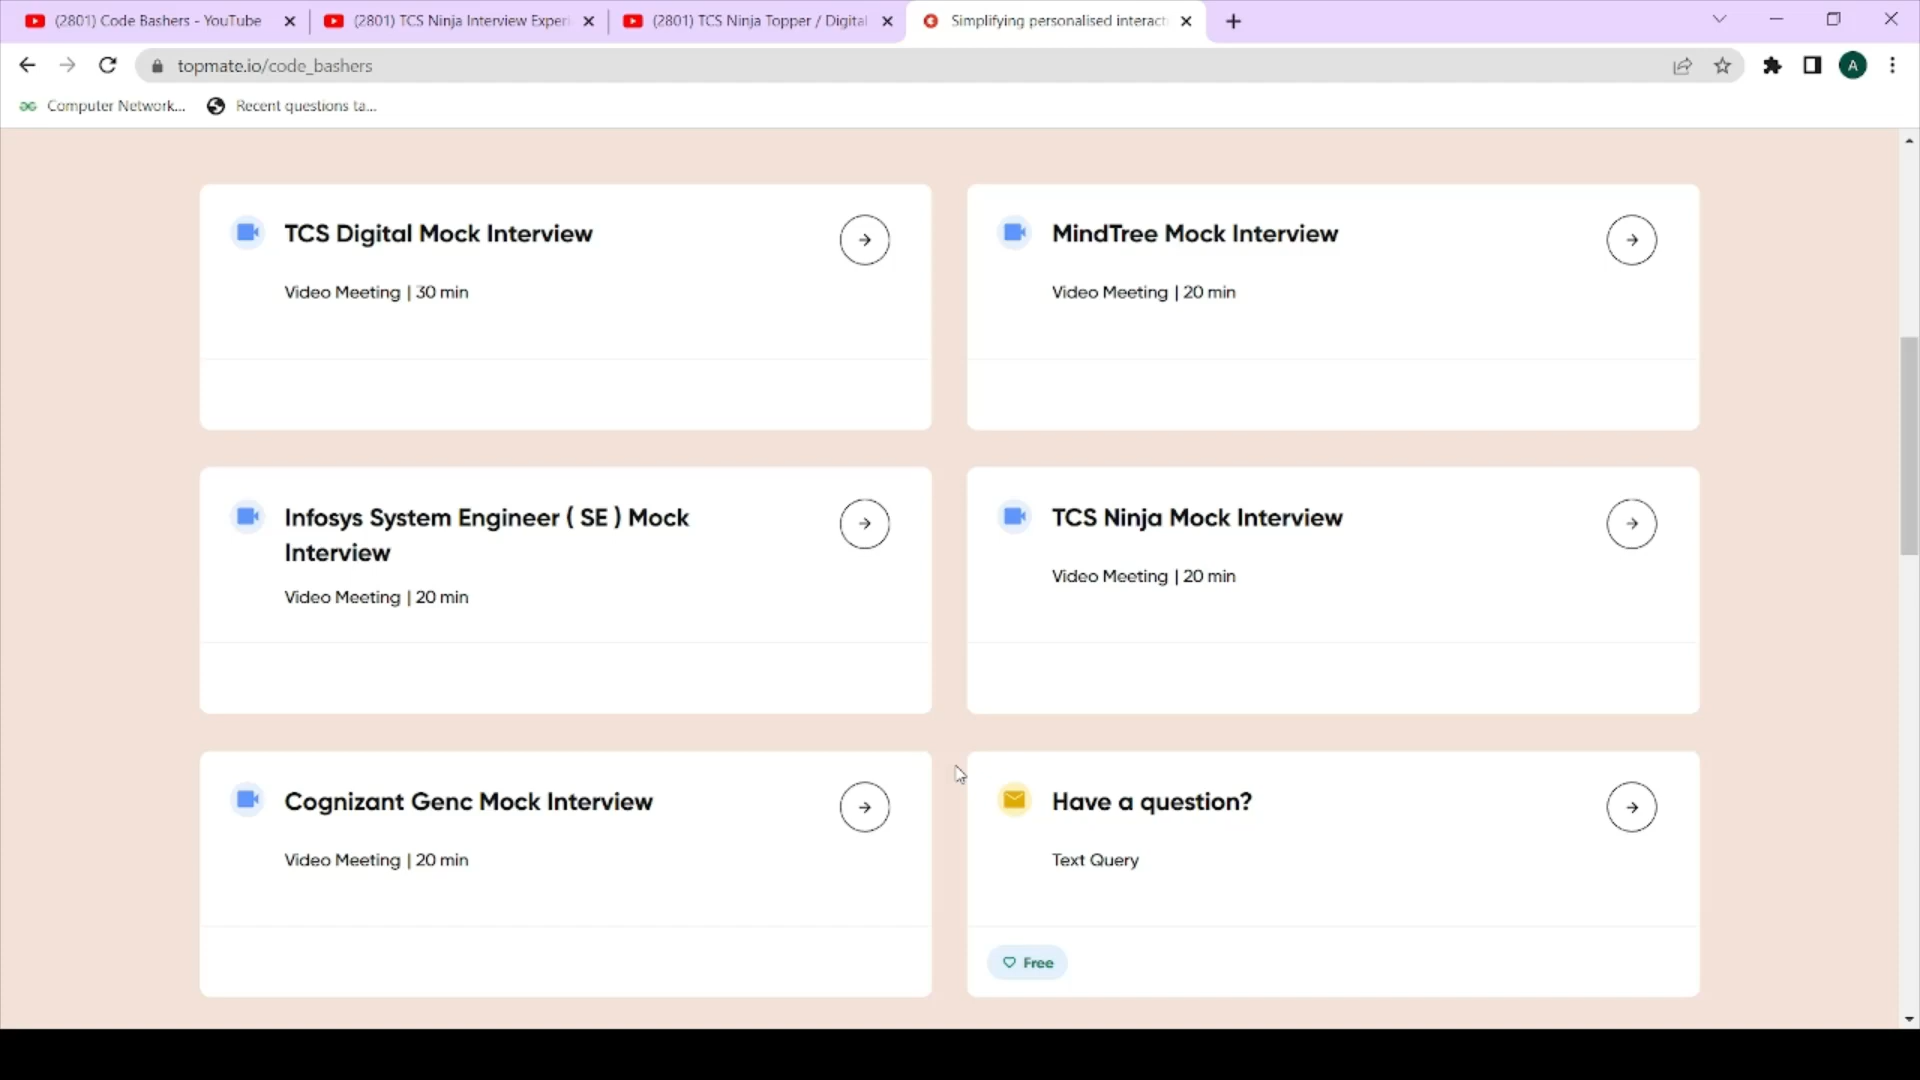 (2801) Code Bashers - YouTube
(2801) TCS Ninja Interview Experi
(2801) TCS Ninja Topper / Digital
Simplifying personalised interacti
topmate.io/code_bashers
A
Computer Network...
Recent questions ta...
TCS Digital Mock Interview
Video Meeting | 30 min
MindTree Mock Interview
Video Meeting | 20 min
Infosys System Engineer ( SE ) Mock
Interview
Video Meeting | 20 min
TCS Ninja Mock Interview
Video Meeting | 20 min
Cognizant Genc Mock Interview
Video Meeting | 20 min
Have a question?
Text Query
Free